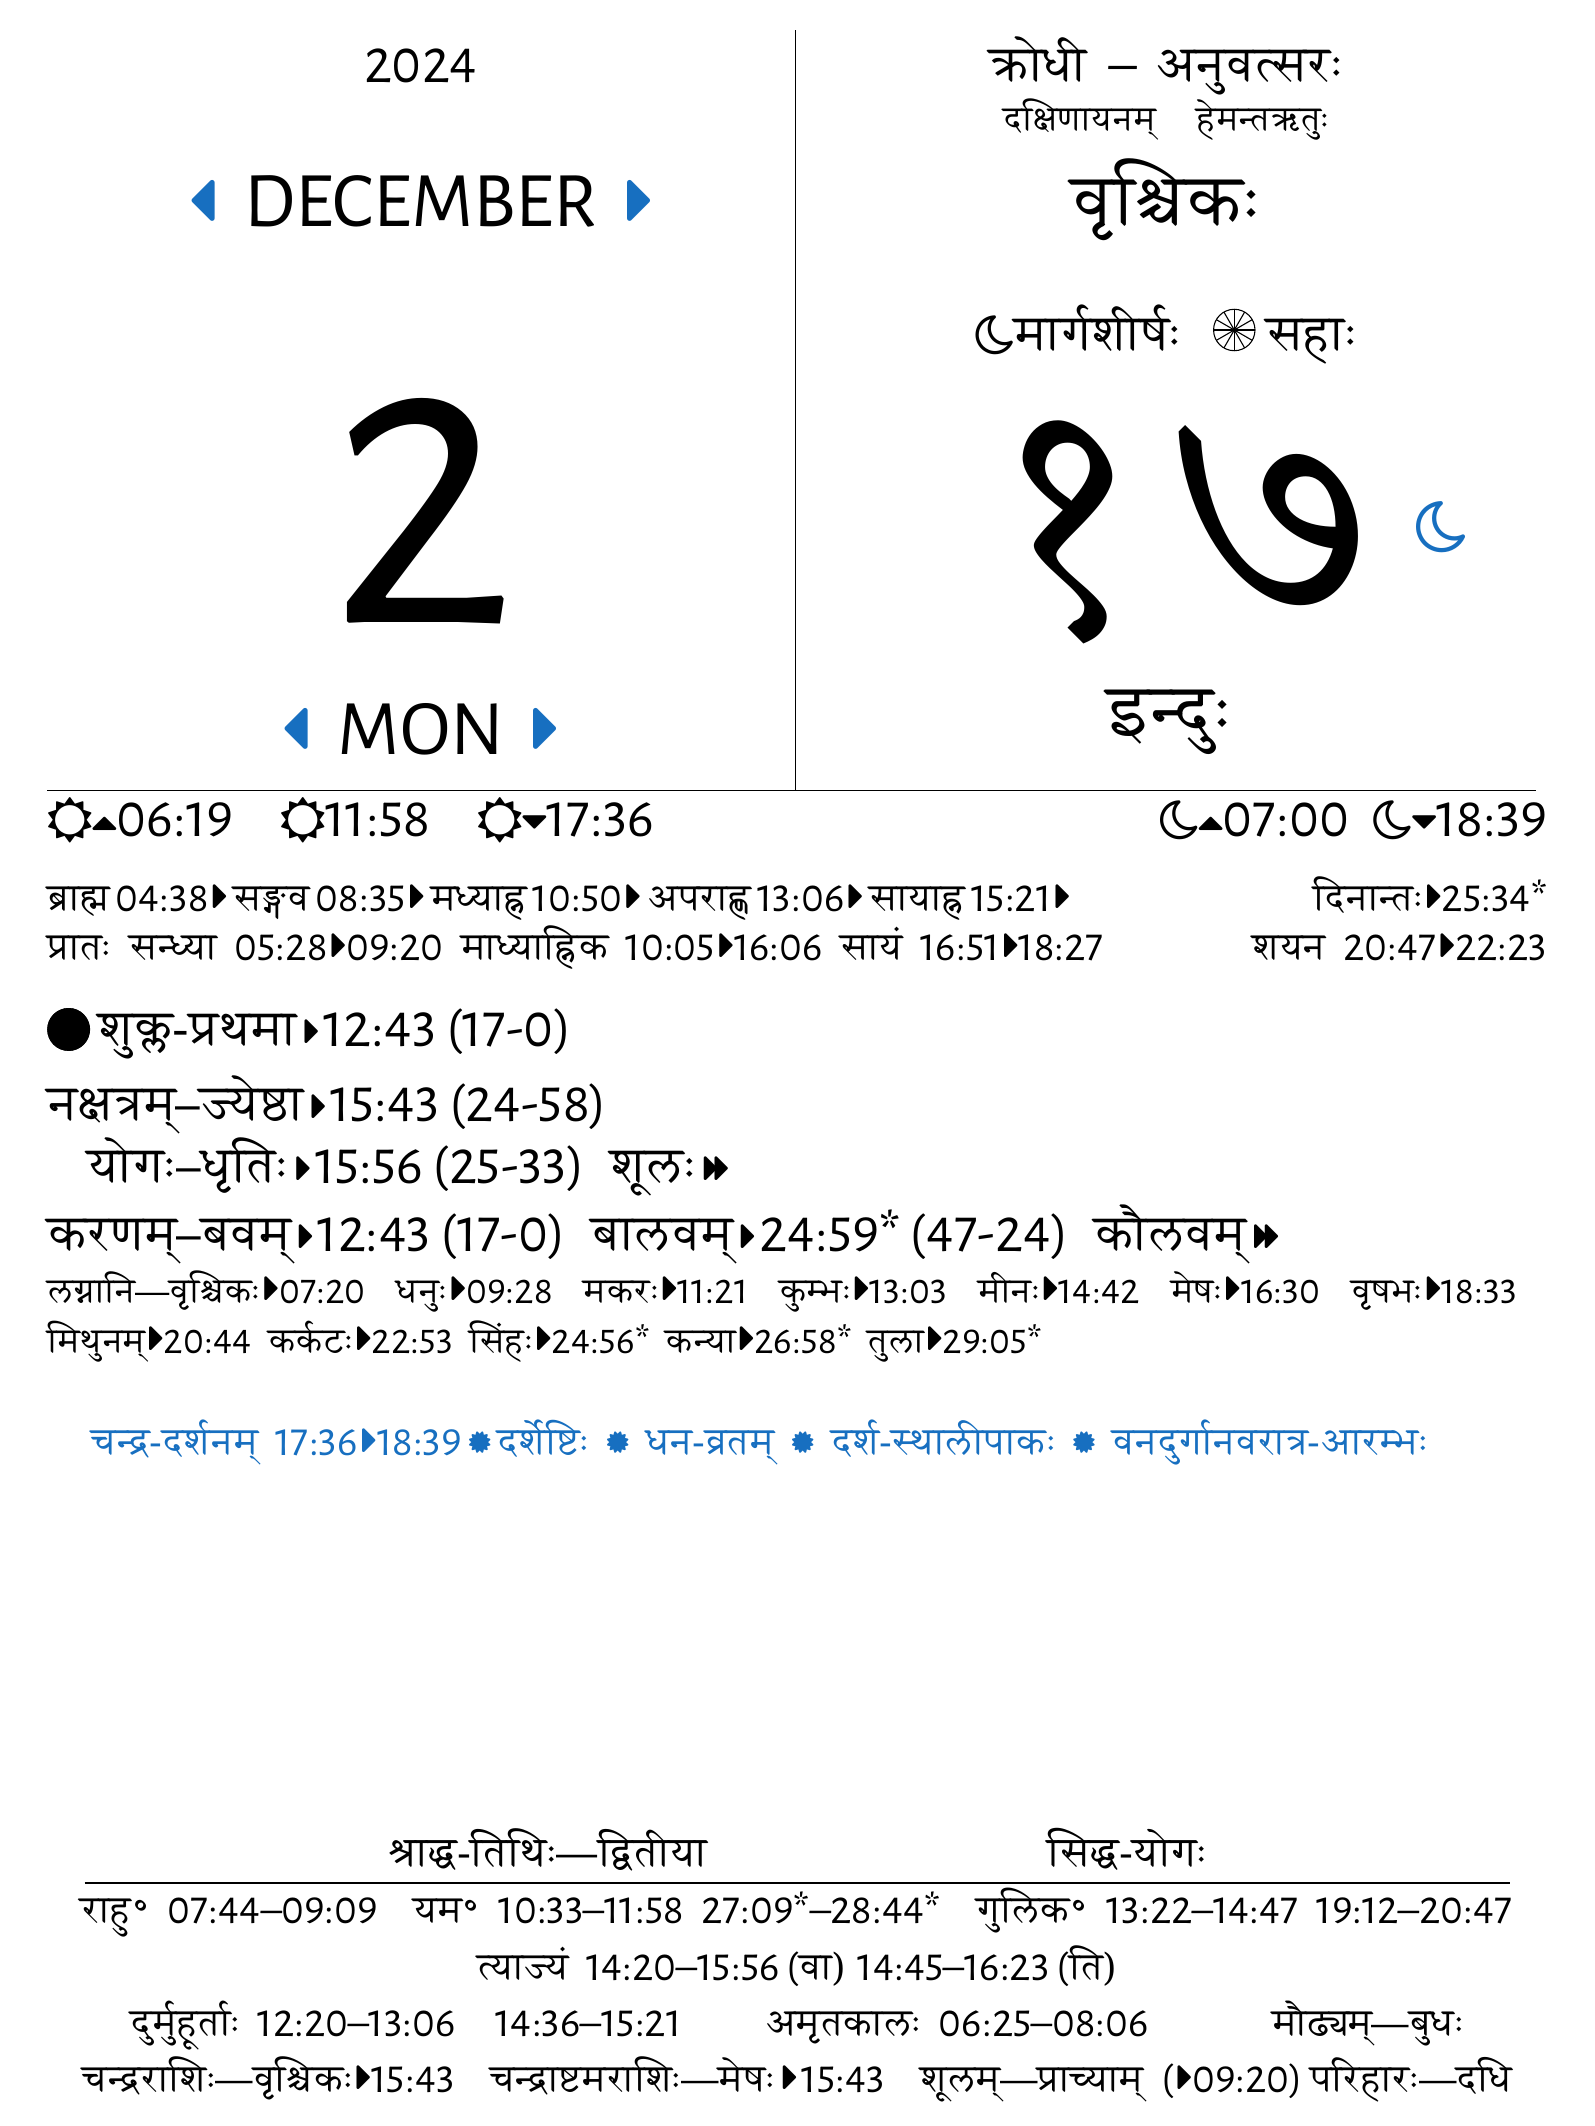 2024
DECEMBER
2
MON
क्रोधी – अनुवत्सरः
दक्षिणायनम् हेमन्तऋतुः
वृश्चिकः
मार्गशीर्षः सहाः
१७
इन्दुः
06:19 11:58 17:36 07:00 18:39
ब्राह्म 04:38 सङ्गव 08:35 मध्याह्न 10:50 अपराह्ण 13:06 सायाह्न 15:21 दिनान्तः 25:34*
प्रातः सन्ध्या 05:28 09:20 माध्याह्निक 10:05 16:06 सायं 16:51 18:27 शयन 20:47 22:23
शुक्ल-प्रथमा 12:43 (17-0)
नक्षत्रम्–ज्येष्ठा 15:43 (24-58)
योगः–धृतिः 15:56 (25-33) शूलः
करणम्–बवम् 12:43 (17-0) बालवम् 24:59* (47-24) कौलवम्
लग्नानि—वृश्चिकः 07:20 धनुः 09:28 मकरः 11:21 कुम्भः 13:03 मीनः 14:42 मेषः 16:30 वृषभः 18:33
मिथुनम् 20:44 कर्कटः 22:53 सिंहः 24:56* कन्या 26:58* तुला 29:05*
चन्द्र-दर्शनम् 17:36 18:39 दर्शेष्टिः धन-व्रतम् दर्श-स्थालीपाकः वनदुर्गानवरात्र-आरम्भः
श्राद्ध-तिथिः—द्वितीया सिद्ध-योगः
राहु॰ 07:44–09:09 यम॰ 10:33–11:58 27:09*–28:44* गुलिक॰ 13:22–14:47 19:12–20:47
त्याज्यं 14:20–15:56 (वा) 14:45–16:23 (ति)
दुर्मुहूर्ताः 12:20–13:06 14:36–15:21 अमृतकालः 06:25–08:06 मौढ्यम्—बुधः
चन्द्रराशिः—वृश्चिकः 15:43 चन्द्राष्टमराशिः—मेषः 15:43 शूलम्—प्राच्याम् (09:20) परिहारः—दधि